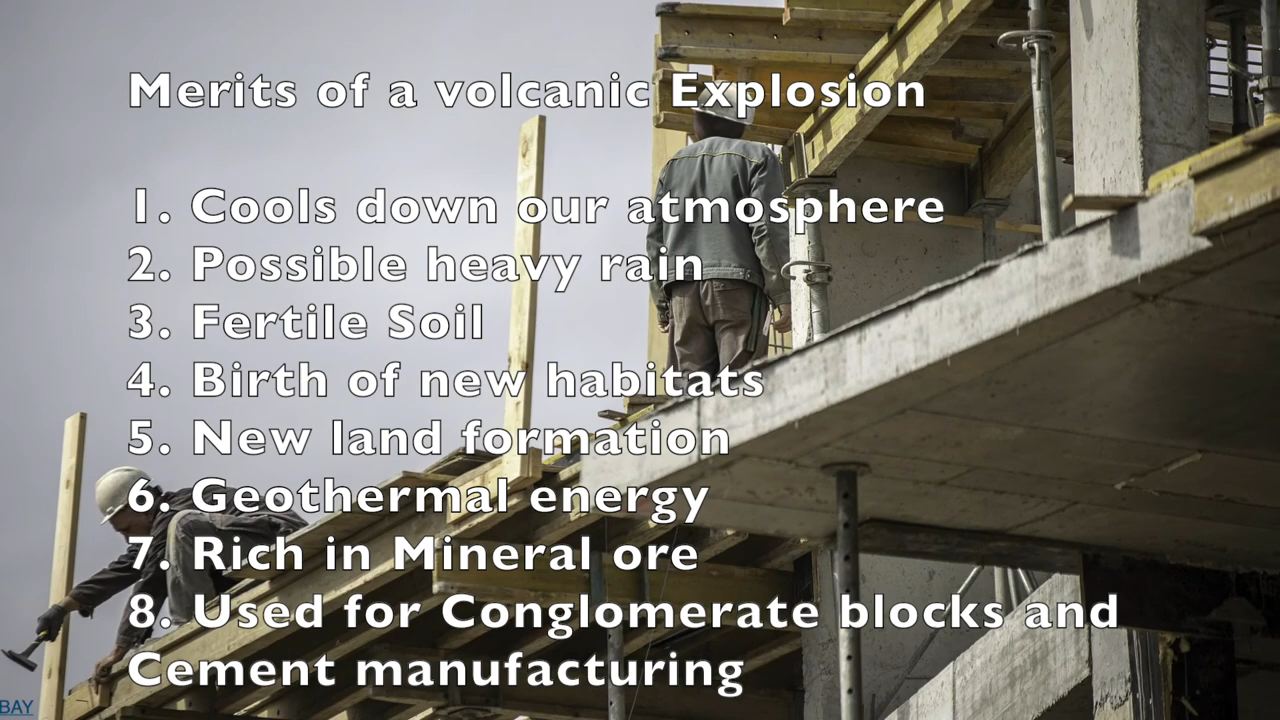 Merits of a volcanic Explosion
1. Cools down our atmosphere
2. Possible heavy rain
3. Fertile Soil
4. Birth of new habitats
5. New land formation
6. Geothermal energy
7. Rich in Mineral ore
8. Used for Conglomerate blocks and
Cement manufacturing
BAY